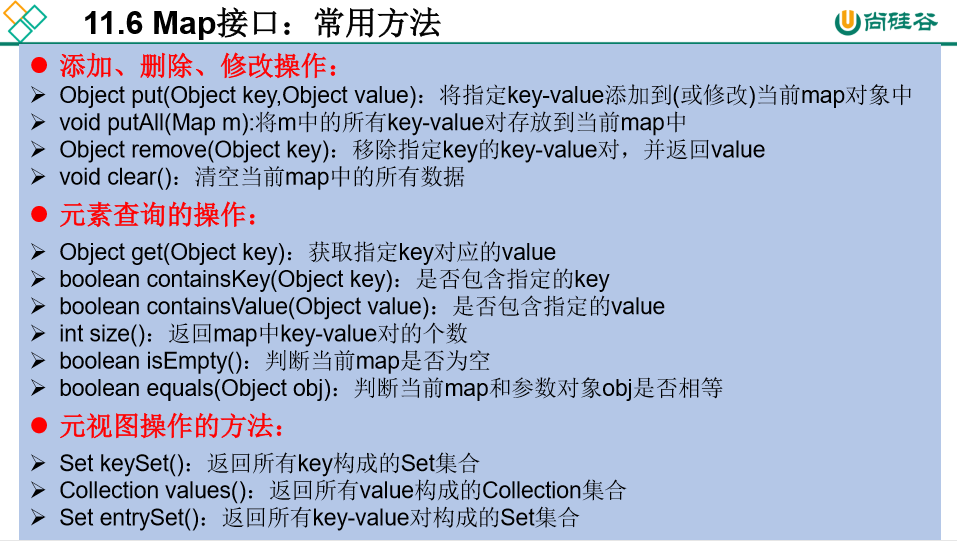 11.6 Map接口：常用方法
尚硅谷
添加、删除、修改操作：
Object put(Object key,Object value)：将指定key-value添加到(或修改)当前map对象中
void putAll(Map m):将m中的所有key-value对存放到当前map中
Object remove(Object key)：移除指定key的key-value对，并返回value
void clear()：清空当前map中的所有数据
元素查询的操作：
Object get(Object key)：获取指定key对应的value
boolean containsKey(Object key)：是否包含指定的key
boolean containsValue(Object value)：是否包含指定的value
int size()：返回map中key-value对的个数
boolean isEmpty()：判断当前map是否为空
boolean equals(Object obj)：判断当前map和参数对象obj是否相等
元视图操作的方法：
Set keySet()：返回所有key构成的Set集合
Collection values()：返回所有value构成的Collection集合
Set entrySet()：返回所有key-value对构成的Set集合